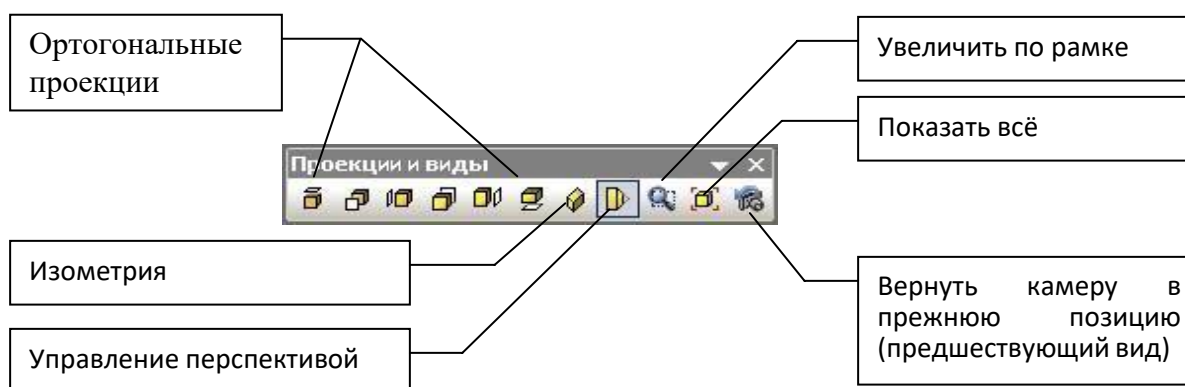 Ортогональные
проекции
Увеличить по рамке
Показать всё
Проекции и виды
Изометрия
Управление перспективой
Вернуть камеру в
прежнюю позицию
(предшествующий вид)